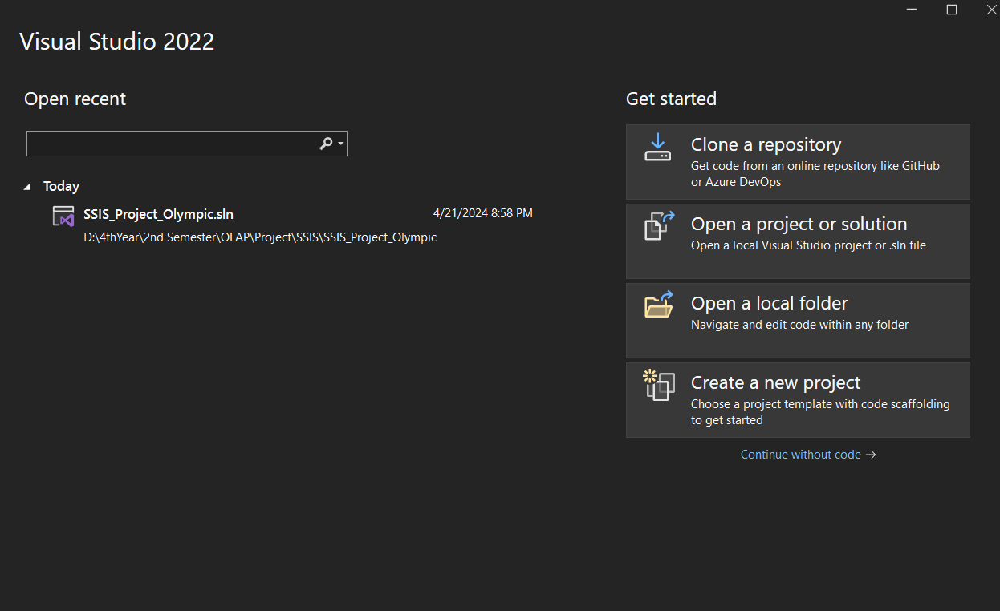 Visual Studio 2022
Open recent
Today
SSIS_Project_Olympic.sln
4/21/2024 8:58 PM
D:\4thYear\2nd Semester\OLAP\Project\SSIS\SSIS_Project_Olympic
Get started
Clone a repository
Get code from an online repository like GitHub
or Azure DevOps
Open a project or solution
Open a local Visual Studio project or .sln file
Open a local folder
Navigate and edit code within any folder
Create a new project
Choose a project template with code scaffolding
to get started
Continue without code →